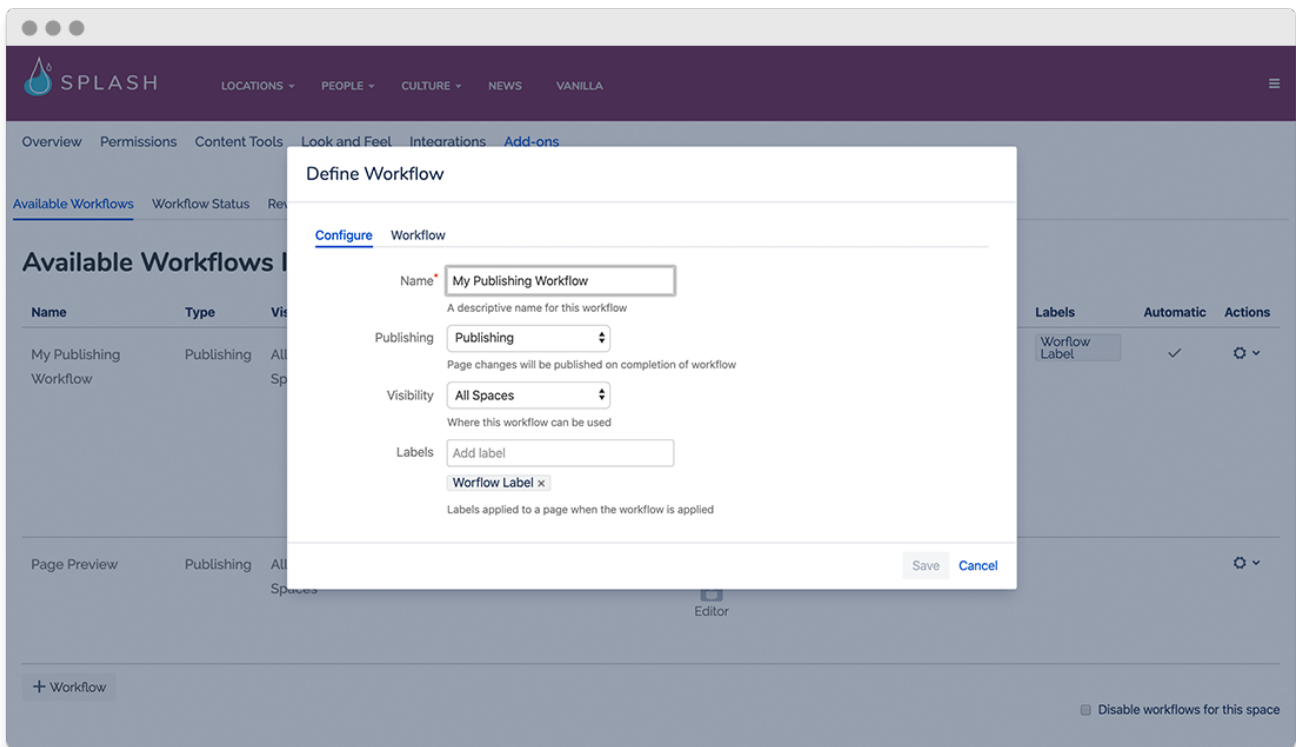 SPLASH
LOCATIONS PEOPLE CULTURE NEWS VANILLA
Overview Permissions Content Tools Look and Feel Integrations Add-ons
Define Workflow
Available Workflows Workflow Status
Configure Workflow
Available Workflows
Name* My Publishing Workflow
A descriptive name for this workflow
Name Type Labels Automatic Actions
Publishing Publishing
Page changes will be published on completion of workflow
My Publishing Publishing All Worflow
Workflow Label
Visibility All Spaces
Where this workflow can be used
Labels Add label
Worflow Label ×
Labels applied to a page when the workflow is applied
Save Cancel
Page Preview Publishing All
Spaces
Editor
+ Workflow
Disable workflows for this space